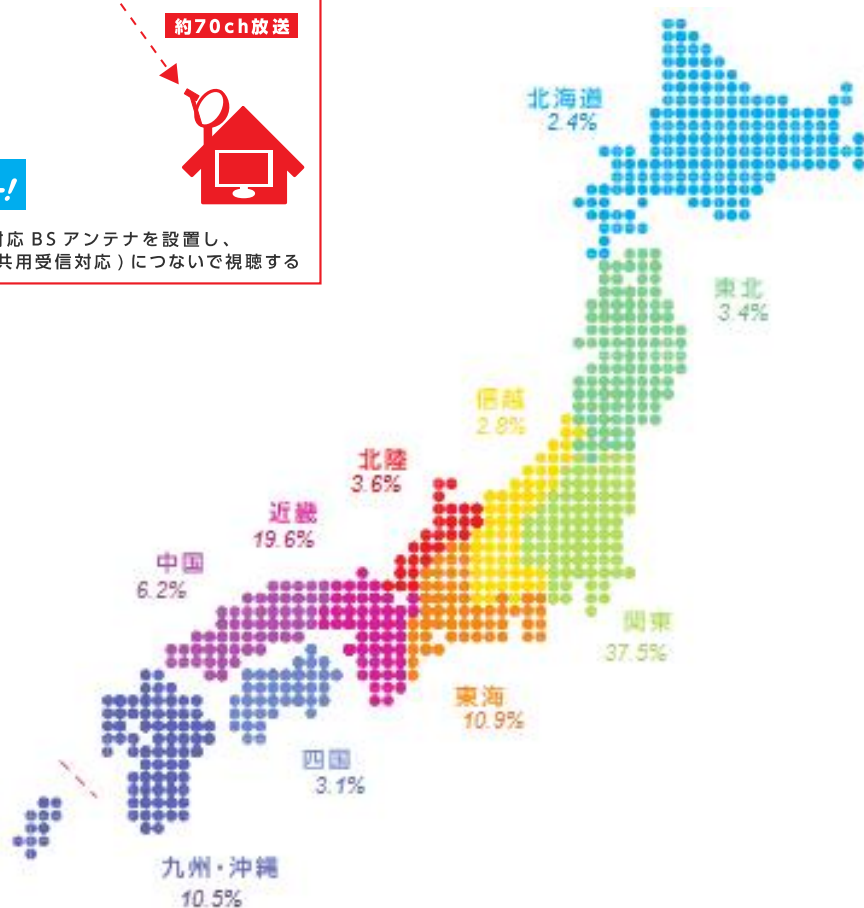 約70ch放送
ー!
対応BSアンテナを設置し、
共用受信対応)につないで視聴する
北海道
2.4%
東北
3.4%
信越
2.8%
北陸
3.6%
近畿
19.6%
中国
6.2%
関東
37.5%
東海
10.9%
四国
3.1%
九州・沖縄
10.5%